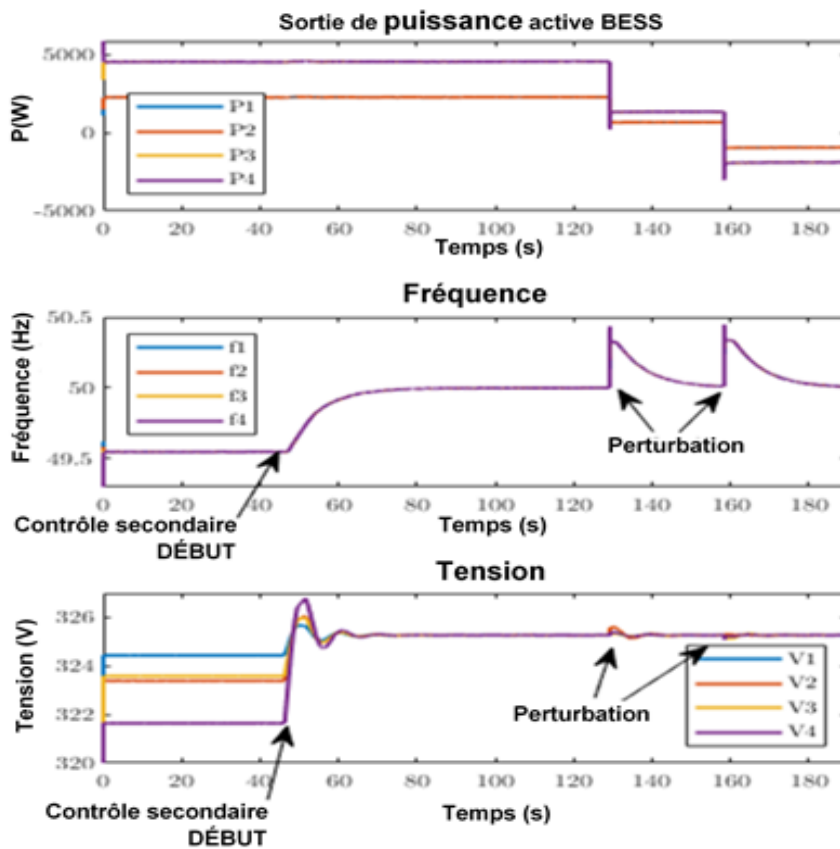 Sortie de puissance active BESS
P(W)
5000
0
-5000
P1
P2
P3
P4
0 20 40 60 80 100 120 140 160 180
Temps (s)
Fréquence
Fréquence (Hz)
50.5
50
49.5
f1
f2
f3
f4
Perturbation
0 20 40 60 80 100 120 140 160 180
Contrôle secondaire
DÉBUT
Temps (s)
Tension
Tension (V)
326
324
322
320
V1
V2
V3
V4
Perturbation
0 20 40 60 80 100 120 140 160 180
Contrôle secondaire
DÉBUT
Temps (s)